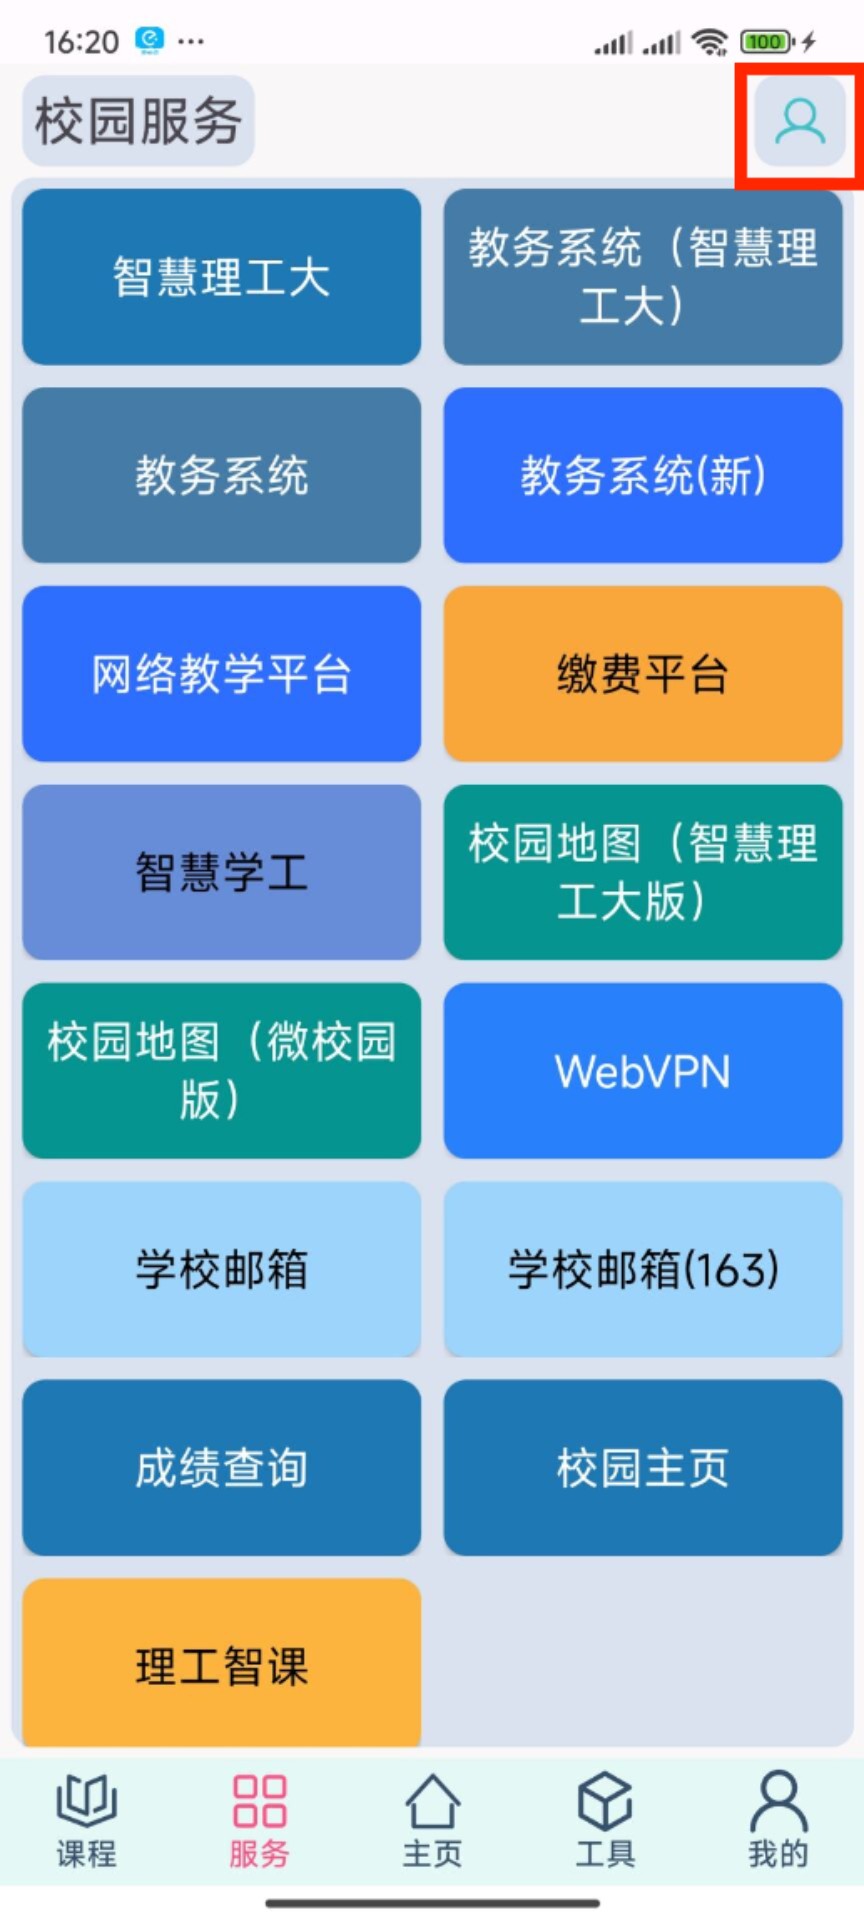 16:20
100
校园服务
智慧理工大
教务系统（智慧理
工大）
教务系统
教务系统(新)
网络教学平台
缴费平台
智慧学工
校园地图（智慧理
工大版）
校园地图（微校园
版）
WebVPN
学校邮箱
学校邮箱(163)
成绩查询
校园主页
理工智课
课程
服务
主页
工具
我的